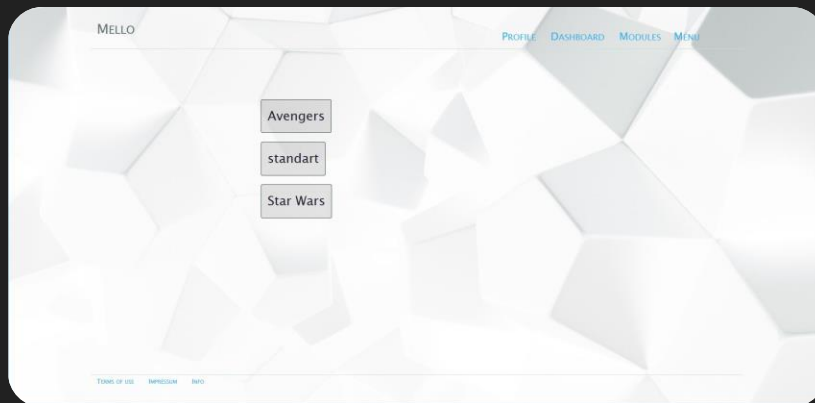 Mello
Profile Dashboard Modules Menu
Avengers
standart
Star Wars
Terms of use Impressum Info